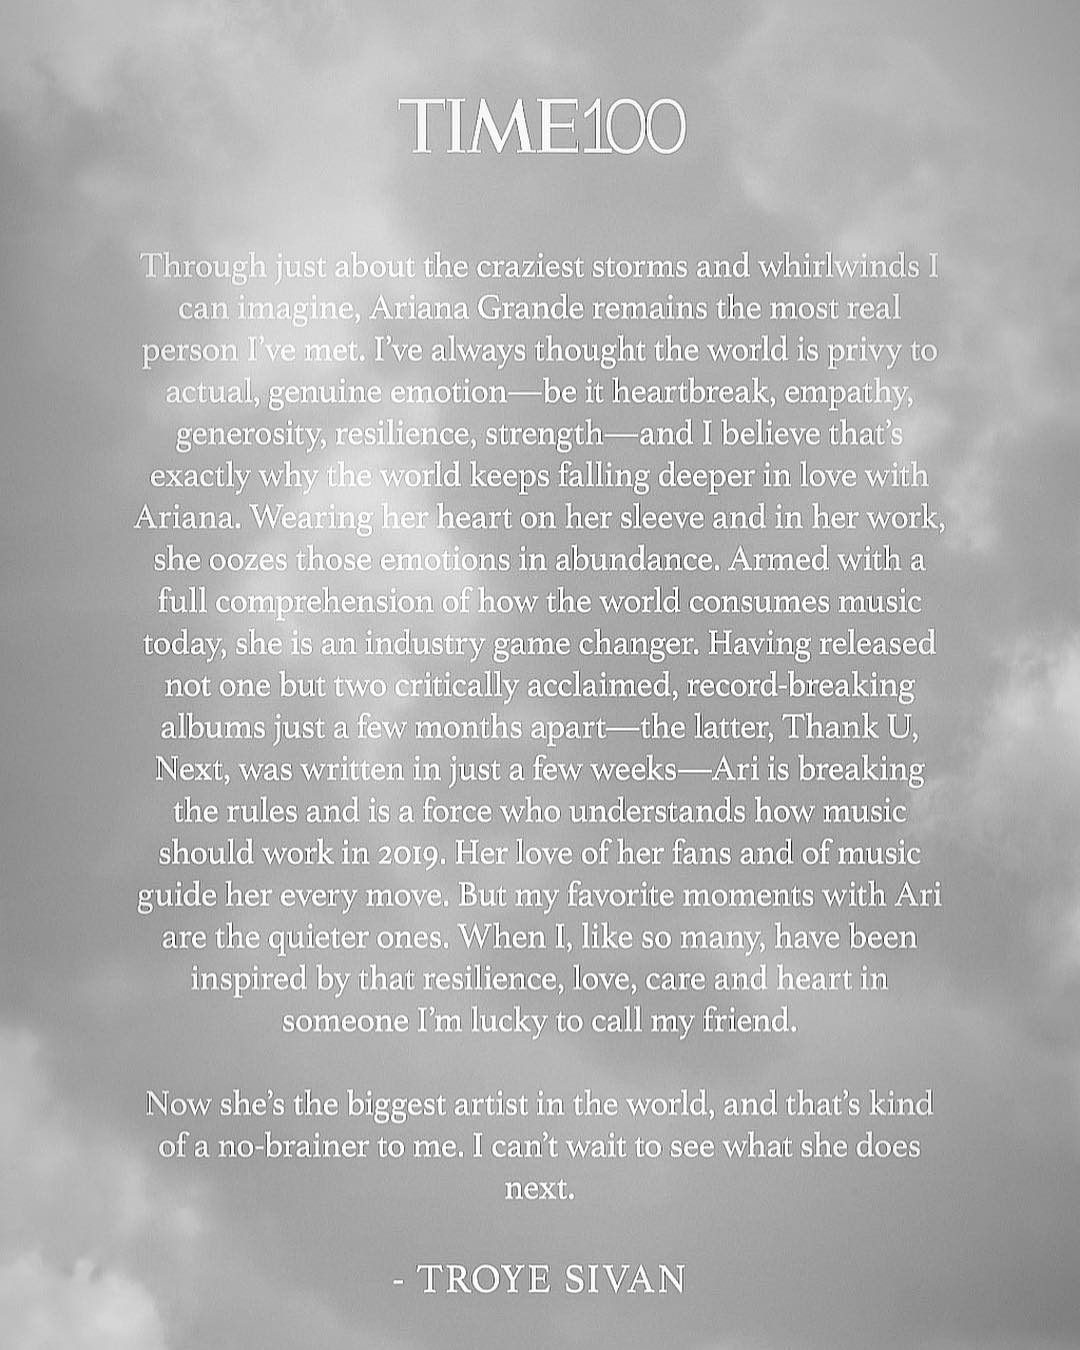 TIME100
Through just about the craziest storms and whirlwinds I
can imagine, Ariana Grande remains the most real
person I've met. I've always thought the world is privy to
actual, genuine emotion—be it heartbreak, empathy,
generosity, resilience, strength—and I believe that's
exactly why the world keeps falling deeper in love with
Ariana. Wearing her heart on her sleeve and in her work,
she oozes those emotions in abundance. Armed with a
full comprehension of how the world consumes music
today, she is an industry game changer. Having released
not one but two critically acclaimed, record-breaking
albums just a few months apart—the latter, Thank U,
Next, was written in just a few weeks—Ari is breaking
the rules and is a force who understands how music
should work in 2019. Her love of her fans and of music
guide her every move. But my favorite moments with Ari
are the quieter ones. When I, like so many, have been
inspired by that resilience, love, care and heart in
someone I'm lucky to call my friend.
Now she's the biggest artist in the world, and that's kind
of a no-brainer to me. I can't wait to see what she does
next.
- TROYE SIVAN